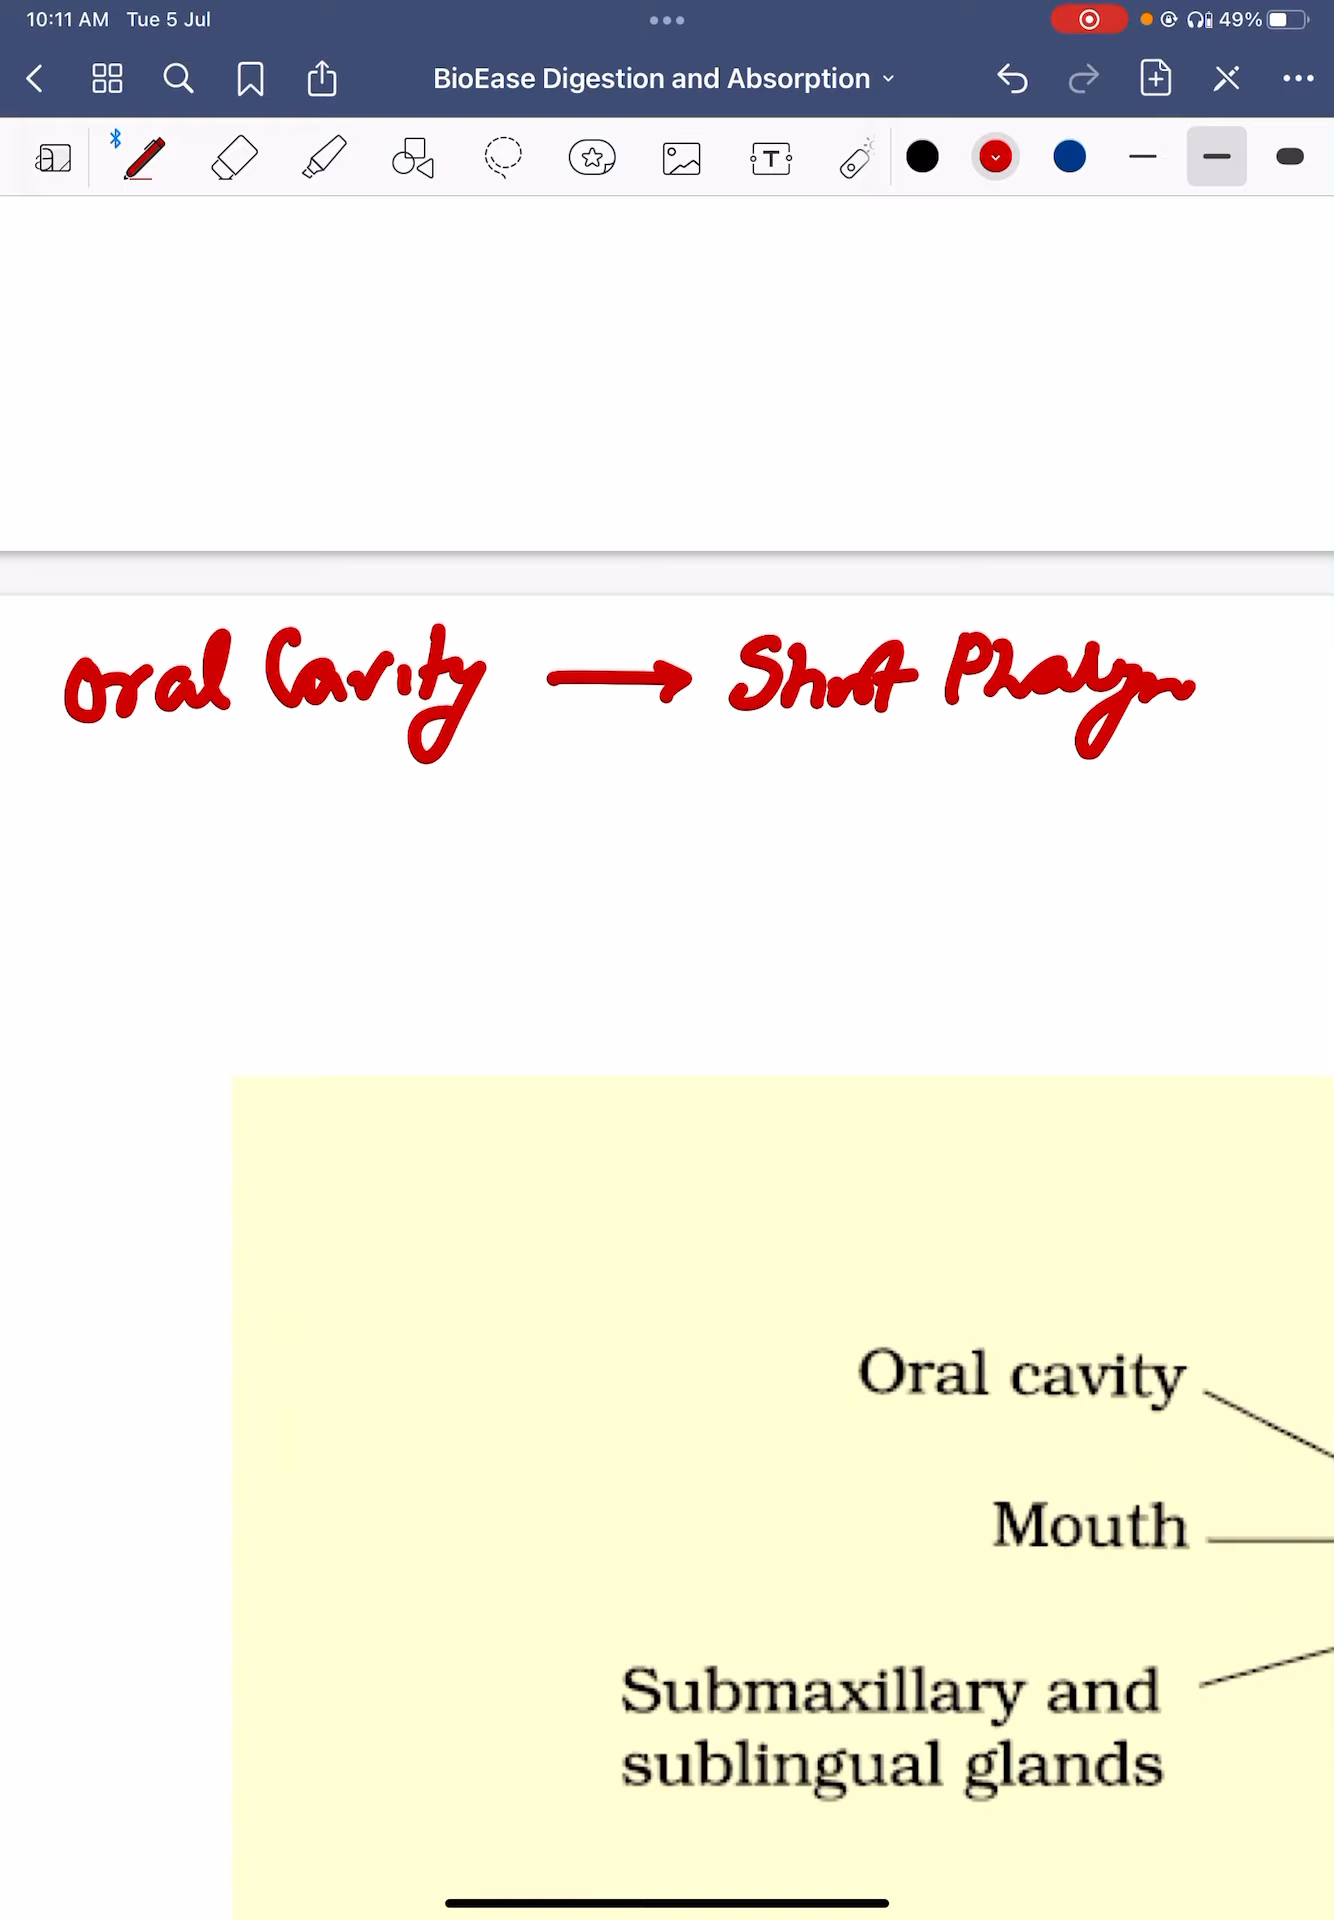 10:11 AM Tue 5 Jul
49%
BioEase Digestion and Absorption
T
Oral Cavity → Short
Oral cavity
Mouth
Submaxillary and
sublingual glands